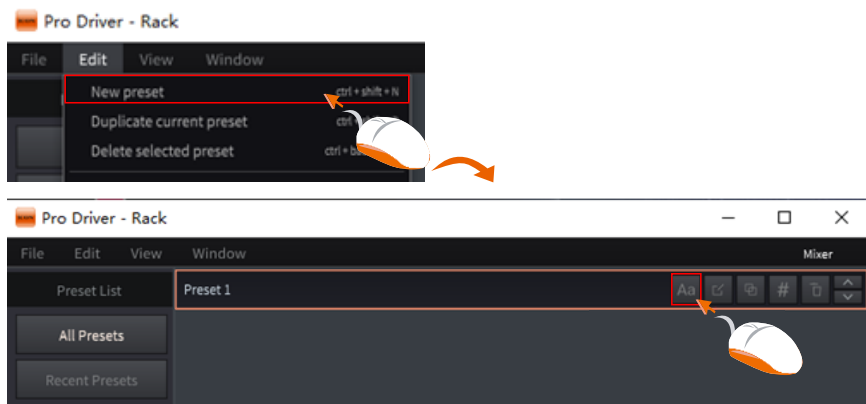 Pro Driver - Rack
File Edit View Window
New preset ctrl + shift + N
Duplicate current preset
Delete selected preset
Pro Driver - Rack
File Edit View Window Mixer
Preset List Preset 1 Aa #
All Presets
Recent Presets